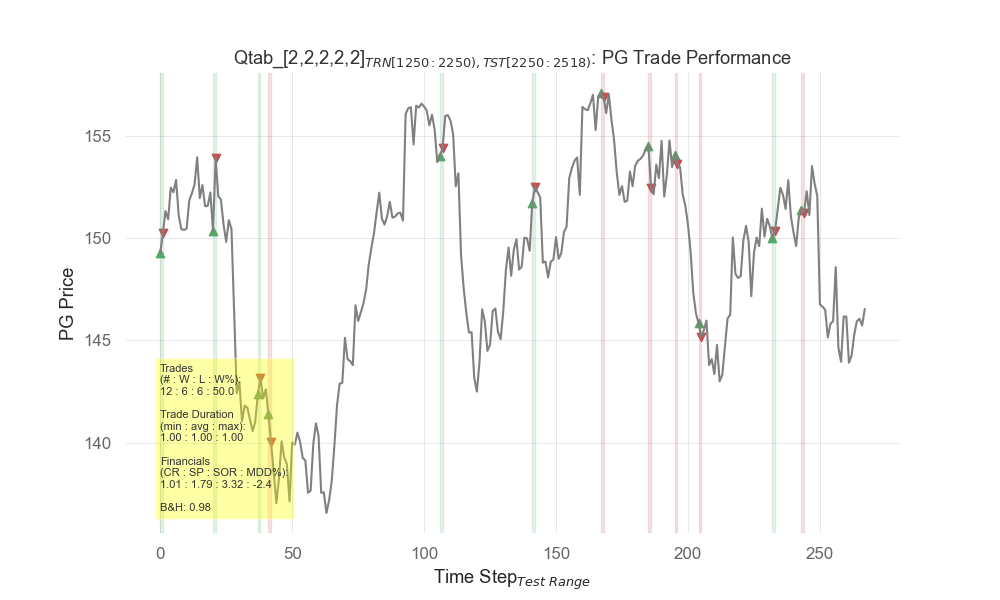 Qtab_[2,2,2,2,2]TRN[1250:2250),TST[2250:2518): PG Trade Performance
155
150
145
140
PG Price
Trades
(# : W : L : W%):
12 : 6 : 6 : 50.0
Trade Duration
(min : avg : max):
1.00 : 1.00 : 1.00
Financials
(CR : SP : SOR : MDD%):
1.01 : 1.79 : 3.32 : -2.4
B&H: 0.98
0 50 100 150 200 250
Time StepTest Range